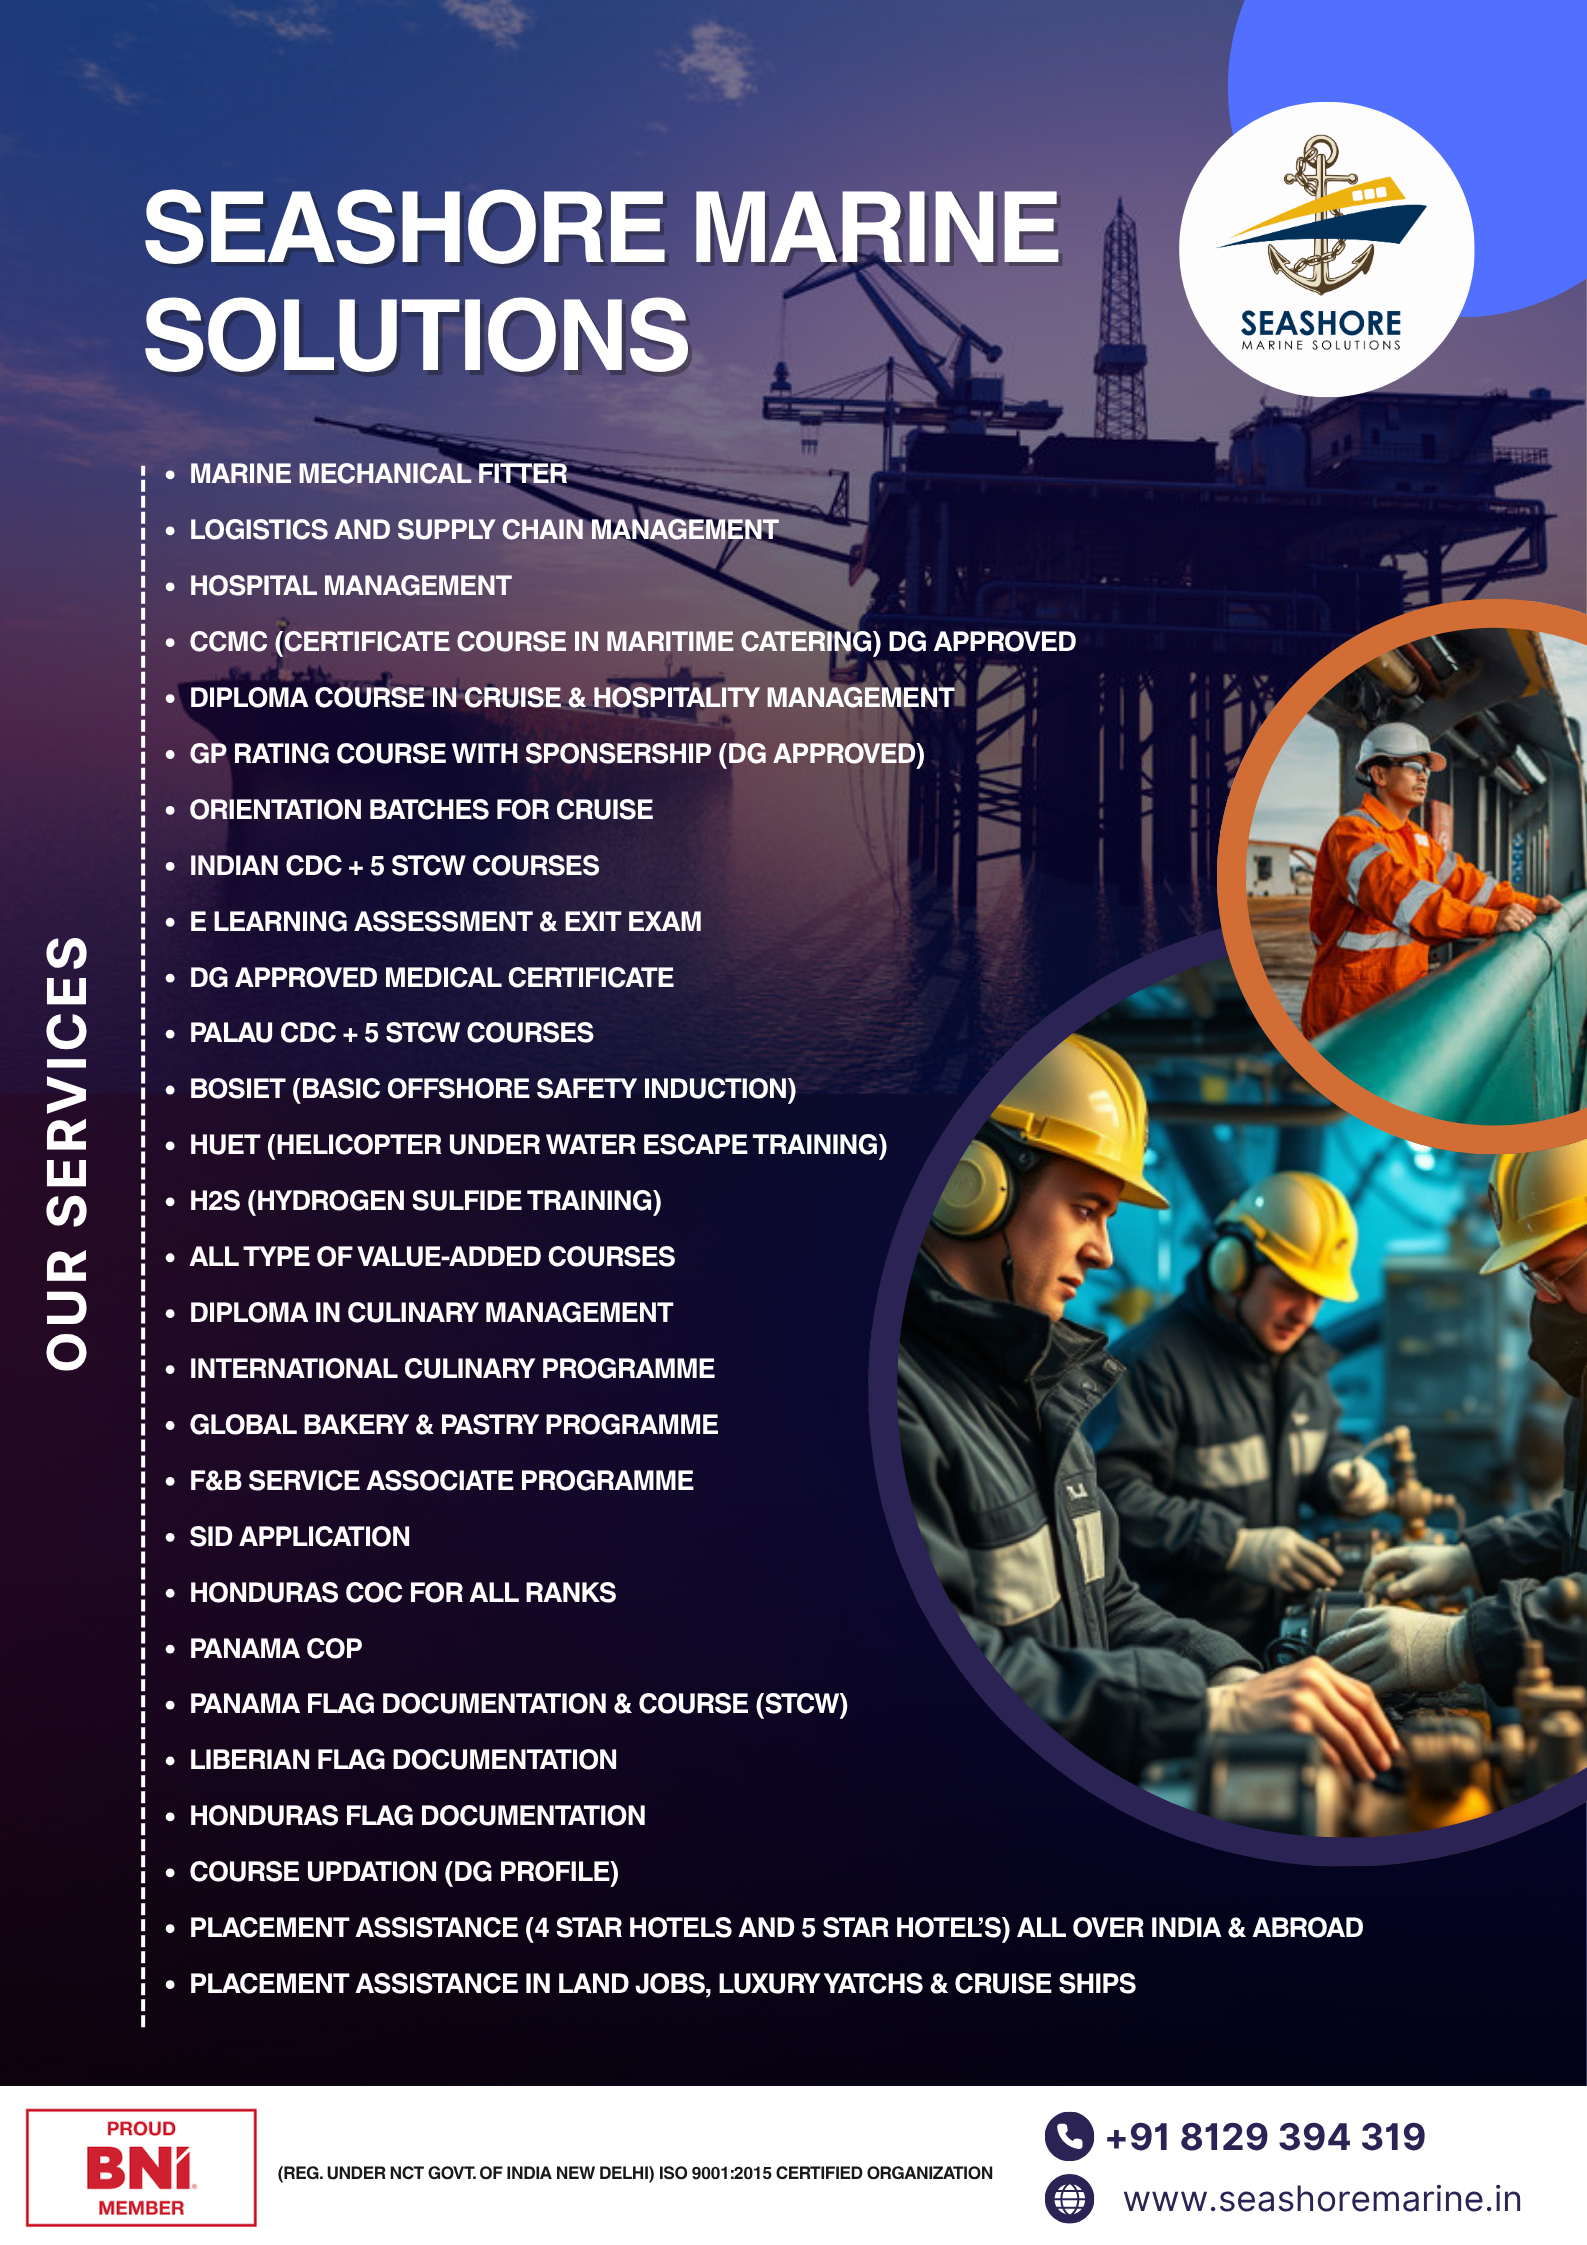 SEASHORE MARINE
SOLUTIONS
SEASHORE
MARINE SOLUTIONS
OUR SERVICES
• MARINE MECHANICAL FITTER
• LOGISTICS AND SUPPLY CHAIN MANAGEMENT
• HOSPITAL MANAGEMENT
• CCMC (CERTIFICATE COURSE IN MARITIME CATERING) DG APPROVED
• DIPLOMA COURSE IN CRUISE & HOSPITALITY MANAGEMENT
• GP RATING COURSE WITH SPONSERSHIP (DG APPROVED)
• ORIENTATION BATCHES FOR CRUISE
• INDIAN CDC + 5 STCW COURSES
• E LEARNING ASSESSMENT & EXIT EXAM
• DG APPROVED MEDICAL CERTIFICATE
• PALAU CDC + 5 STCW COURSES
• BOSIET (BASIC OFFSHORE SAFETY INDUCTION)
• HUET (HELICOPTER UNDER WATER ESCAPE TRAINING)
• H2S (HYDROGEN SULFIDE TRAINING)
• ALL TYPE OF VALUE-ADDED COURSES
• DIPLOMA IN CULINARY MANAGEMENT
• INTERNATIONAL CULINARY PROGRAMME
• GLOBAL BAKERY & PASTRY PROGRAMME
• F&B SERVICE ASSOCIATE PROGRAMME
• SID APPLICATION
• HONDURAS COC FOR ALL RANKS
• PANAMA COP
• PANAMA FLAG DOCUMENTATION & COURSE (STCW)
• LIBERIAN FLAG DOCUMENTATION
• HONDURAS FLAG DOCUMENTATION
• COURSE UPDATION (DG PROFILE)
• PLACEMENT ASSISTANCE (4 STAR HOTELS AND 5 STAR HOTEL'S) ALL OVER INDIA & ABROAD
• PLACEMENT ASSISTANCE IN LAND JOBS, LUXURY YATCHS & CRUISE SHIPS
PROUD
BNI®
MEMBER
(REG. UNDER NCT GOVT. OF INDIA NEW DELHI) ISO 9001:2015 CERTIFIED ORGANIZATION
+91 8129 394 319
www.seashoremarine.in